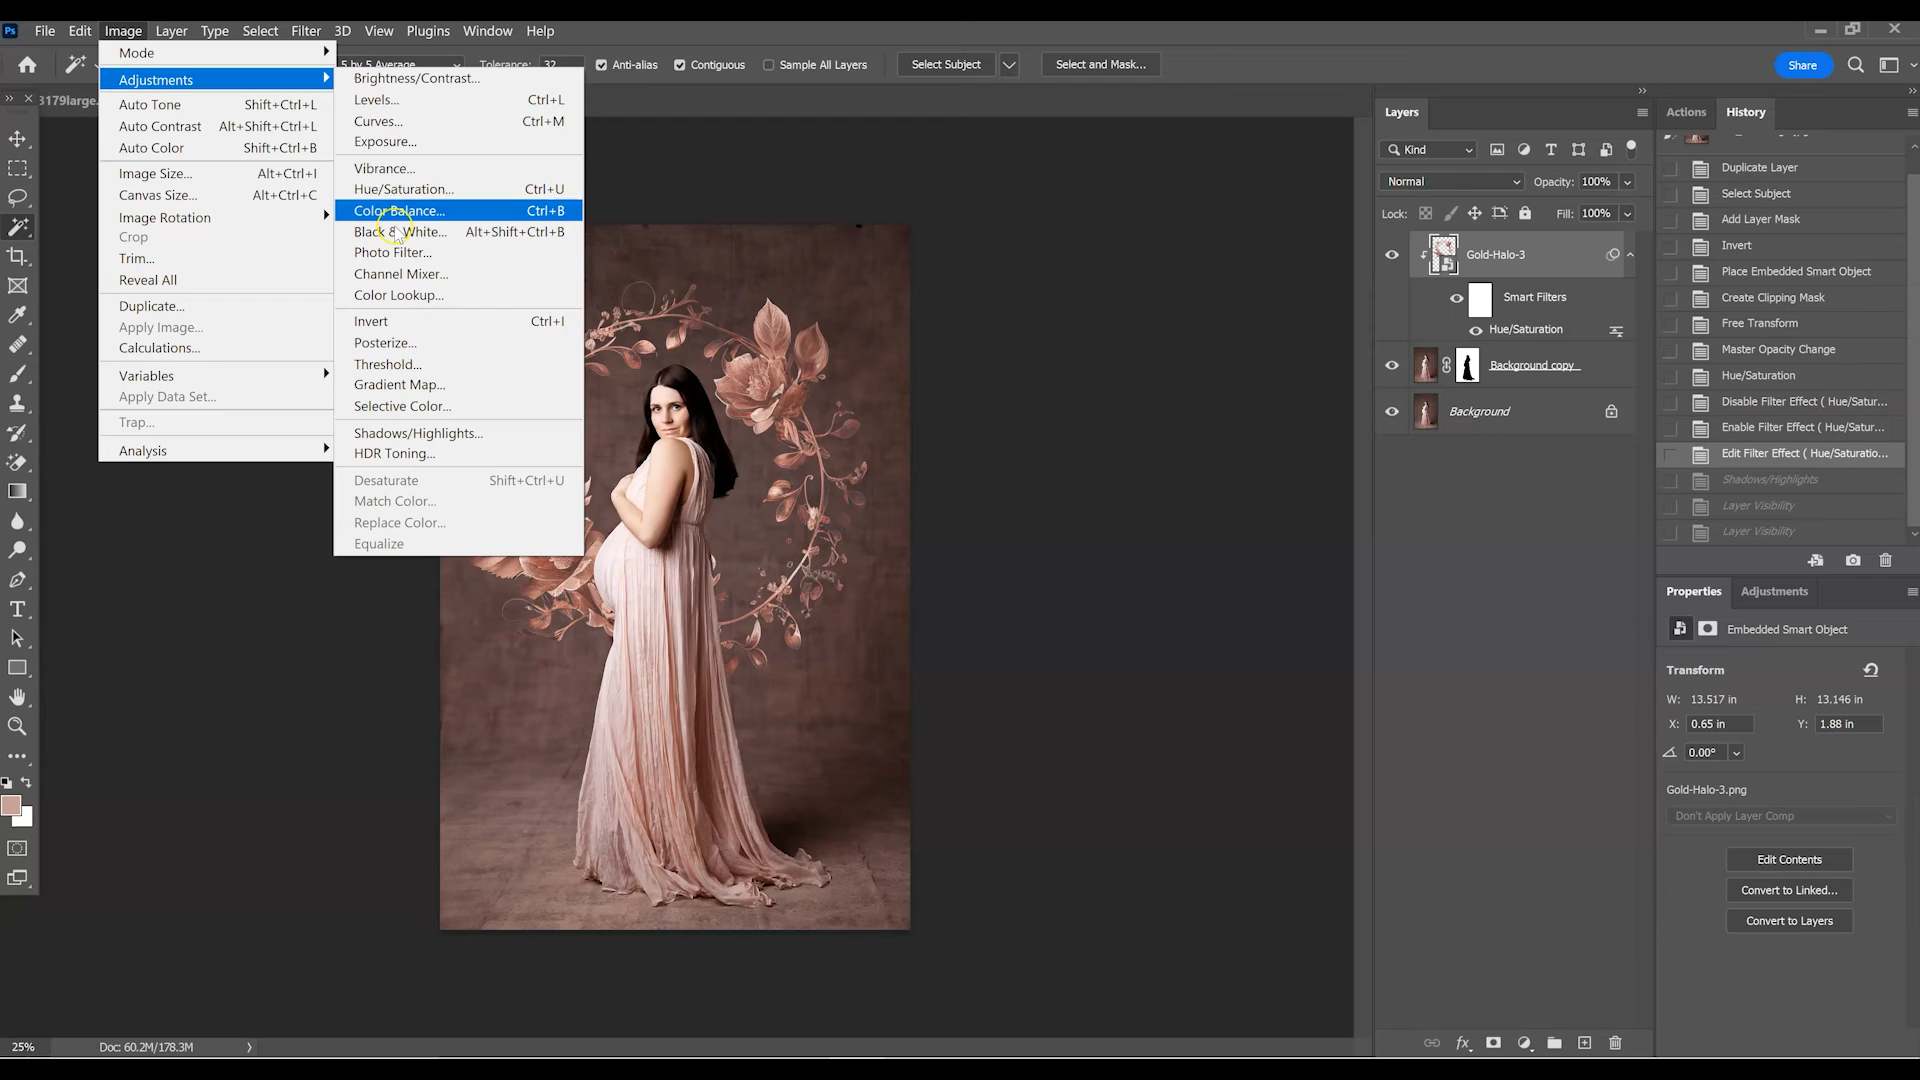 Ps File Edit Image Layer Type Select Filter 3D View Plugins Window Help
5 by 5 Average Tolerance: 32 Anti-alias Contiguous Sample All Layers Select Subject Select and Mask... Share
3179large.
Mode
Adjustments
Auto Tone Shift+Ctrl+L
Auto Contrast Alt+Shift+Ctrl+L
Auto Color Shift+Ctrl+B
Image Size... Alt+Ctrl+I
Canvas Size... Alt+Ctrl+C
Image Rotation
Crop
Trim...
Reveal All
Duplicate...
Apply Image...
Calculations...
Variables
Apply Data Set...
Trap...
Analysis
Brightness/Contrast...
Levels... Ctrl+L
Curves... Ctrl+M
Exposure...
Vibrance...
Hue/Saturation... Ctrl+U
Color Balance... Ctrl+B
Black & White... Alt+Shift+Ctrl+B
Photo Filter...
Channel Mixer...
Color Lookup...
Invert Ctrl+I
Posterize...
Threshold...
Gradient Map...
Selective Color...
Shadows/Highlights...
HDR Toning...
Desaturate Shift+Ctrl+U
Match Color...
Replace Color...
Equalize
Layers
Kind
Normal Opacity: 100%
Lock: Fill: 100%
Gold-Halo-3
Smart Filters
Hue/Saturation
Background copy
Background
Actions History
Duplicate Layer
Select Subject
Add Layer Mask
Invert
Place Embedded Smart Object
Create Clipping Mask
Free Transform
Master Opacity Change
Hue/Saturation
Disable Filter Effect ( Hue/Satur...
Enable Filter Effect ( Hue/Satur...
Edit Filter Effect ( Hue/Saturatio...
Shadows/Highlights
Layer Visibility
Layer Visibility
Properties Adjustments
Embedded Smart Object
Transform
W: 13.517 in H: 13.146 in
X: 0.65 in Y: 1.88 in
0.00°
Gold-Halo-3.png
Don't Apply Layer Comp
Edit Contents
Convert to Linked...
Convert to Layers
25% Doc: 60.2M/178.3M
fx